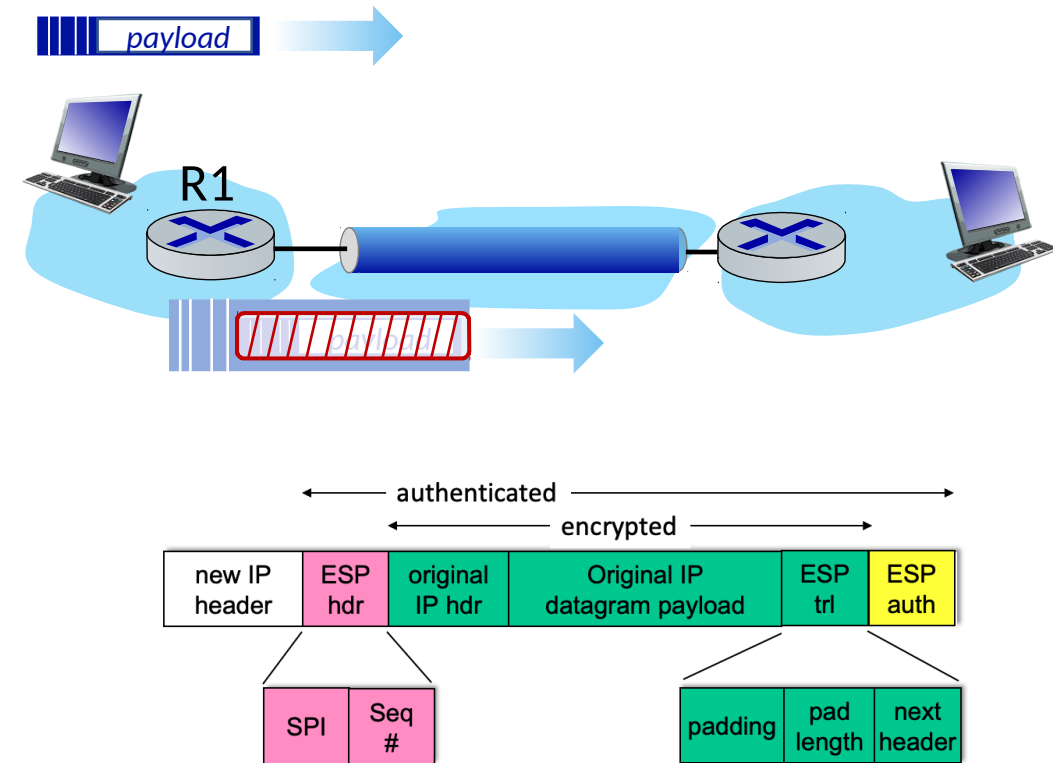 payload
R1
payload
authenticated
encrypted
new IP
header
ESP
hdr
original
IP hdr
Original IP
datagram payload
ESP
trl
ESP
auth
SPI
Seq
#
padding
pad
length
next
header